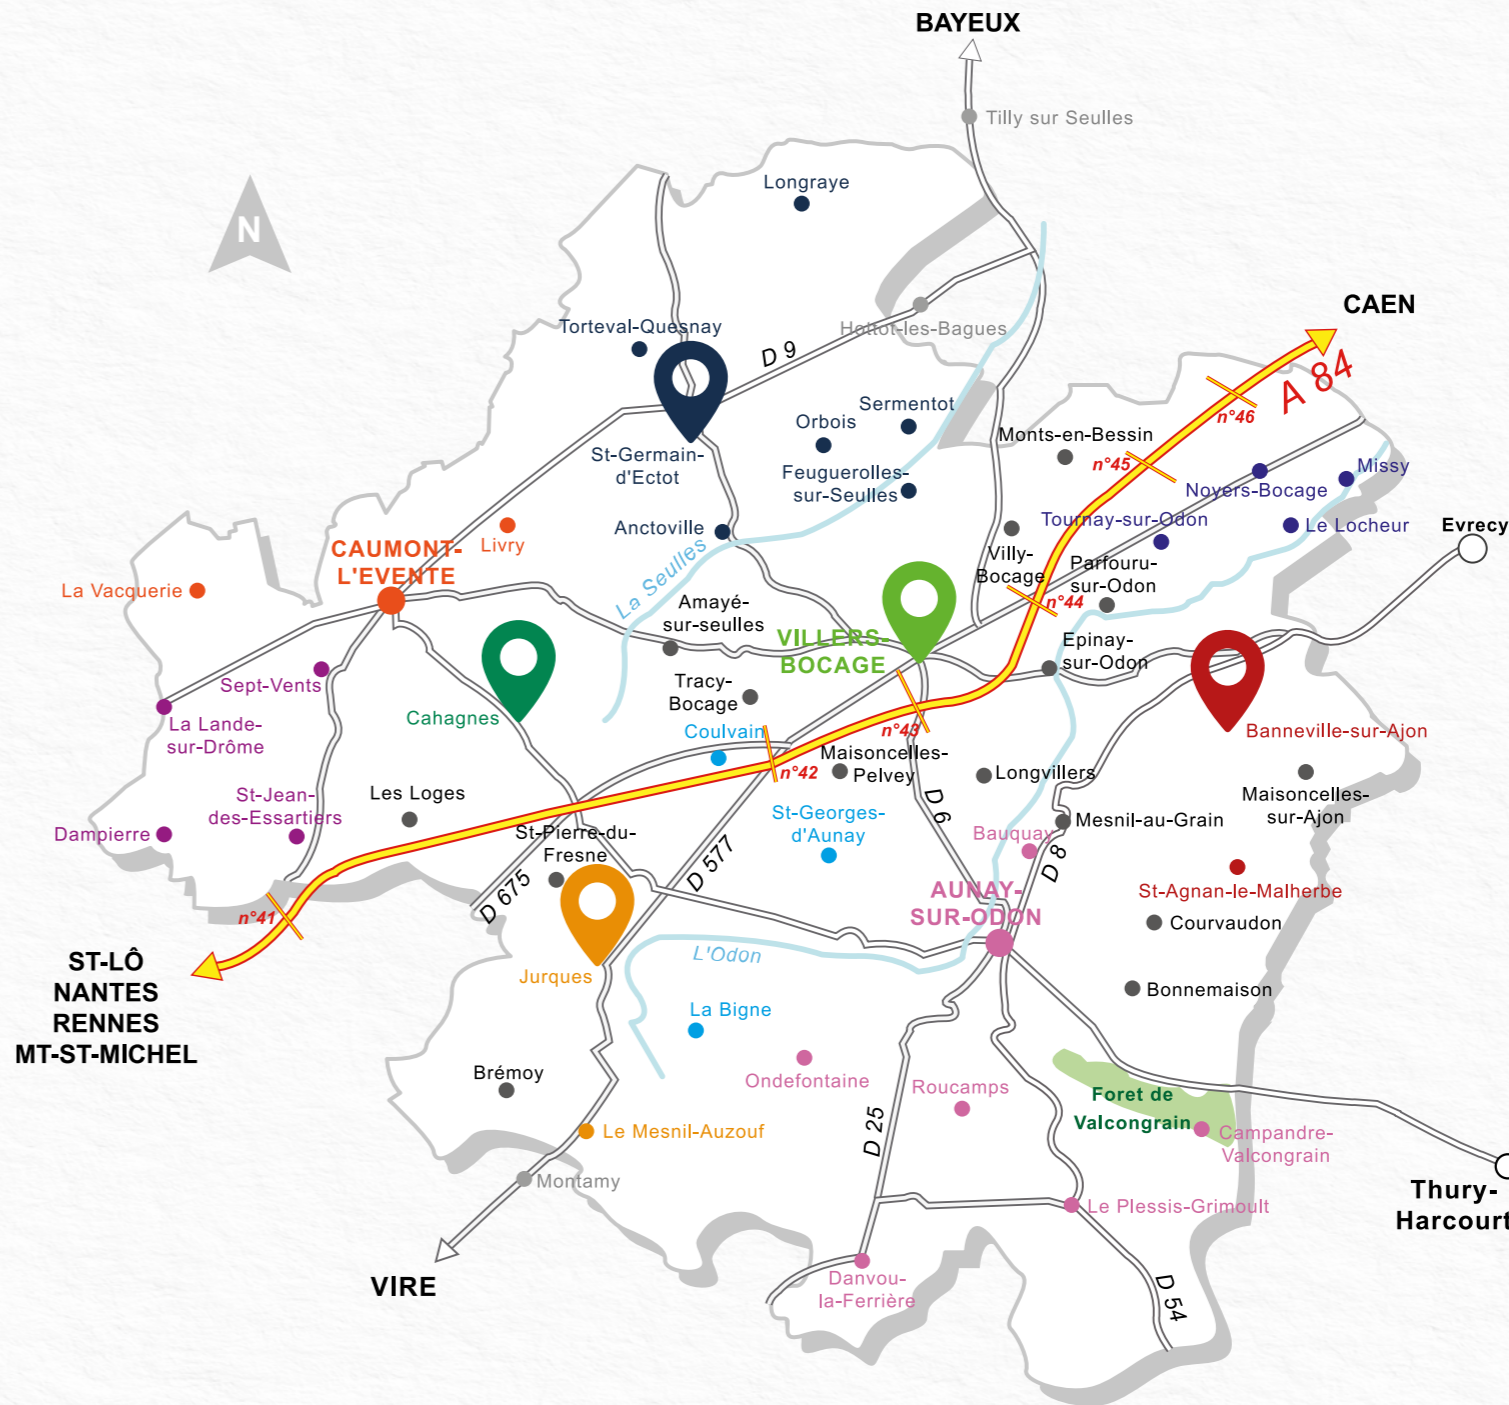 BAYEUX
Tilly sur Seulles
Longraye
N
CAEN
Torteval-Quesnay
Hottot-les-Bagues
D 9
A 84
n°46
Sermentot
Orbois
Monts-en-Bessin
St-Germain-
d'Ectot
Feuguerolles-
sur-Seulles
n°45
Missy
Noyers-Bocage
Anctoville
Tournay-sur-Odon
Le Locheur
Evrecy
Livry
CAUMONT-
L'EVENTE
Villy-
Bocage
Parfouru-
sur-Odon
La Seulles
La Vacquerie
n°44
Amayé-
sur-seulles
VILLERS-
BOCAGE
Epinay-
sur-Odon
Sept-Vents
Tracy-
Bocage
Cahagnes
La Lande-
sur-Drôme
Coulvain
n°43
Banneville-sur-Ajon
Maisoncelles-
Pelvey
n°42
Longvillers
Les Loges
St-Jean-
des-Essartiers
Maisoncelles-
sur-Ajon
D 6
St-Georges-
d'Aunay
Mesnil-au-Grain
Dampierre
St-Pierre-du-
Fresne
Bauquay
D 8
D 577
D 675
St-Agnan-le-Malherbe
AUNAY-
SUR-ODON
n°41
Courvaudon
ST-LÔ
NANTES
RENNES
MT-ST-MICHEL
L'Odon
Jurques
Bonnemaison
La Bigne
Brémoy
Ondefontaine
Roucamps
Foret de
Valcongrain
D 25
Le Mesnil-Auzouf
Campandre-
Valcongrain
Montamy
Thury-
Harcourt
Le Plessis-Grimoult
VIRE
Danvou-
la-Ferrière
D 54